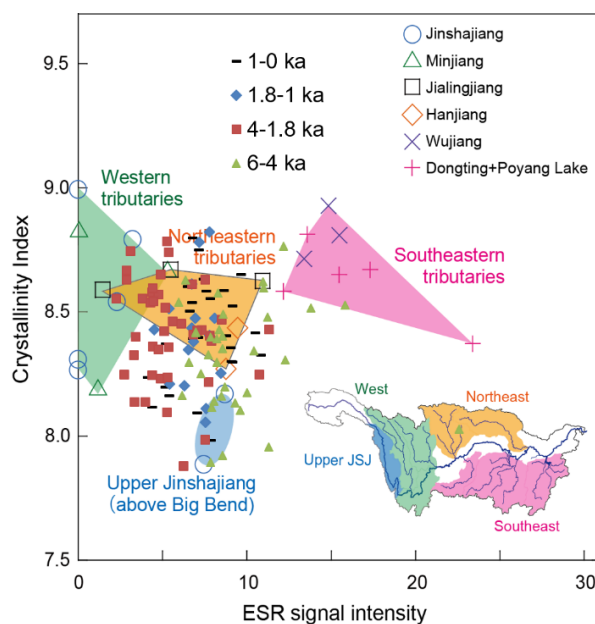 9.5
9.0
8.5
8.0
7.5
Crystallinity Index
0
10
20
30
ESR signal intensity
1-0 ka
1.8-1 ka
4-1.8 ka
6-4 ka
Jinshajiang
Minjiang
Jialingjiang
Hanjiang
Wujiang
Dongting+Poyang Lake
Western
tributaries
Northeastern
tributaries
Southeastern
tributaries
Upper Jinshajiang
(above Big Bend)
West
Northeast
Upper JSJ
Southeast